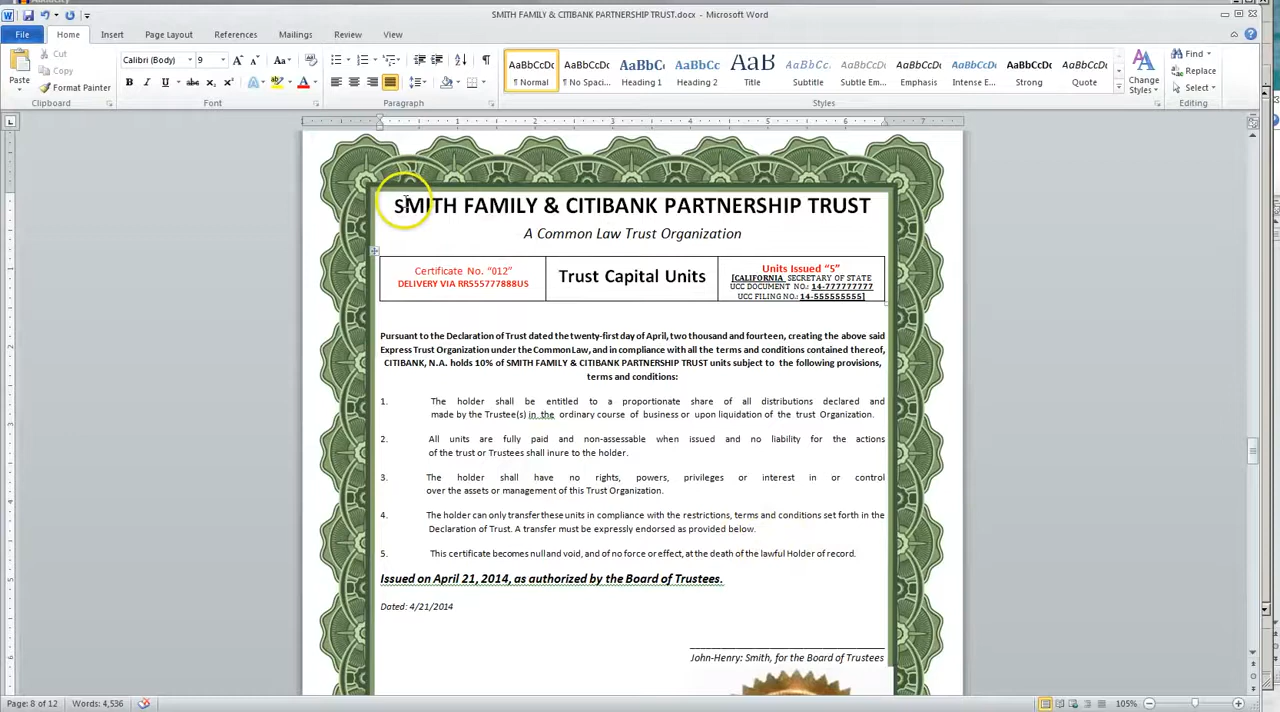 SMITH FAMILY & CITIBANK PARTNERSHIP TRUST.docx - Microsoft Word
File Home Insert Page Layout References Mailings Review View
Cut
Copy
Format Painter
Paste
Calibri (Body) 9
AaBbCcDc AaBbCcDc AaBbC AaBbCc AaB AaBbCc. AaBbCcDc AaBbCcDc AaBbCcDc AaBbCcDc AaBbCcDc
¶ Normal ¶ No Spaci... Heading 1 Heading 2 Title Subtitle Subtle Em... Emphasis Intense E... Strong Quote
Change Styles
Find
Replace
Select
Clipboard Font Paragraph Styles Editing
1 2 3 4 5 6 7
SMITH FAMILY & CITIBANK PARTNERSHIP TRUST
A Common Law Trust Organization
Certificate No. “012”
DELIVERY VIA RR555777888US
Trust Capital Units
Units Issued “5”
[CALIFORNIA SECRETARY OF STATE
UCC DOCUMENT NO.: 14-777777777
UCC FILING NO.: 14-555555555]
Pursuant to the Declaration of Trust dated the twenty-first day of April, two thousand and fourteen, creating the above said
Express Trust Organization under the Common Law, and in compliance with all the terms and conditions contained thereof,
CITIBANK, N.A. holds 10% of SMITH FAMILY & CITIBANK PARTNERSHIP TRUST units subject to the following provisions,
terms and conditions:
1. The holder shall be entitled to a proportionate share of all distributions declared and
made by the Trustee(s) in the ordinary course of business or upon liquidation of the trust Organization.
2. All units are fully paid and non-assessable when issued and no liability for the actions
of the trust or Trustees shall inure to the holder.
3. The holder shall have no rights, powers, privileges or interest in or control
over the assets or management of this Trust Organization.
4. The holder can only transfer these units in compliance with the restrictions, terms and conditions set forth in the
Declaration of Trust. A transfer must be expressly endorsed as provided below.
5. This certificate becomes null and void, and of no force or effect, at the death of the lawful Holder of record.
Issued on April 21, 2014, as authorized by the Board of Trustees.
Dated: 4/21/2014
John-Henry: Smith, for the Board of Trustees
Page: 8 of 12 Words: 4,536 105%